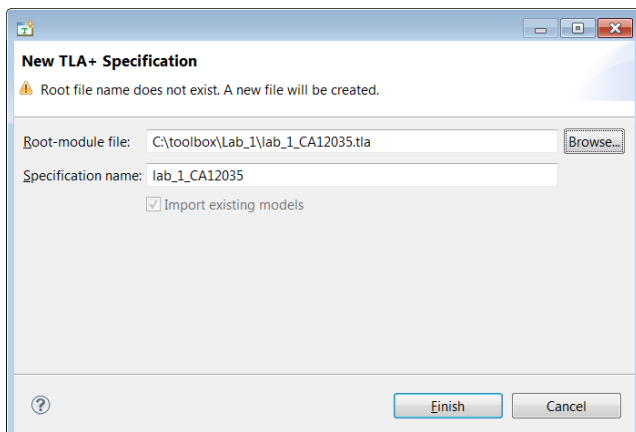 New TLA+ Specification
Root file name does not exist. A new file will be created.
Root-module file: C:\toolbox\Lab_1\lab_1_CA12035.tla Browse...
Specification name: lab_1_CA12035
Import existing models
Finish Cancel